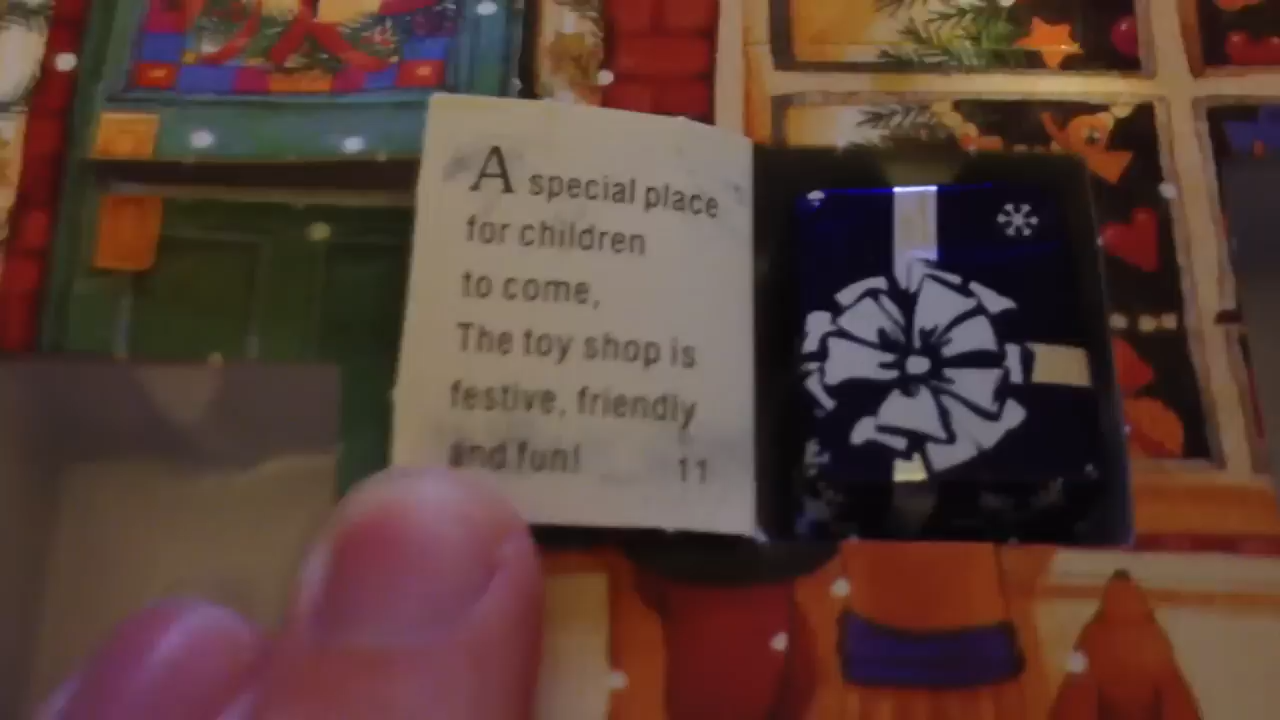 A special place
for children
to come,
The toy shop is
festive, friendly
and fun! 11